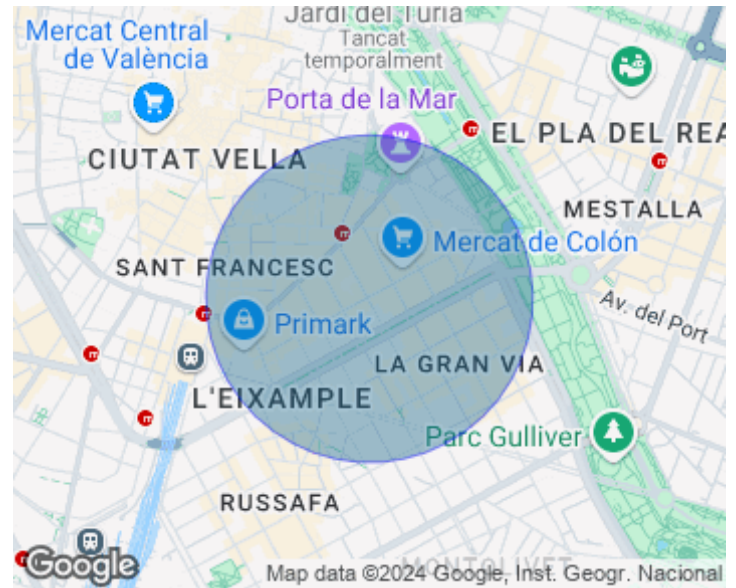 Jardí del Túria
Tancat
temporalment
Mercat Central
de València
Porta de la Mar
EL PLA DEL REA
CIUTAT VELLA
MESTALLA
Mercat de Colón
SANT FRANCESC
Av. del Port
Primark
LA GRAN VIA
L'EIXAMPLE
Parc Gulliver
RUSSAFA
MONTOLIVET
Google
Map data ©2024 Google, Inst. Geogr. Nacional